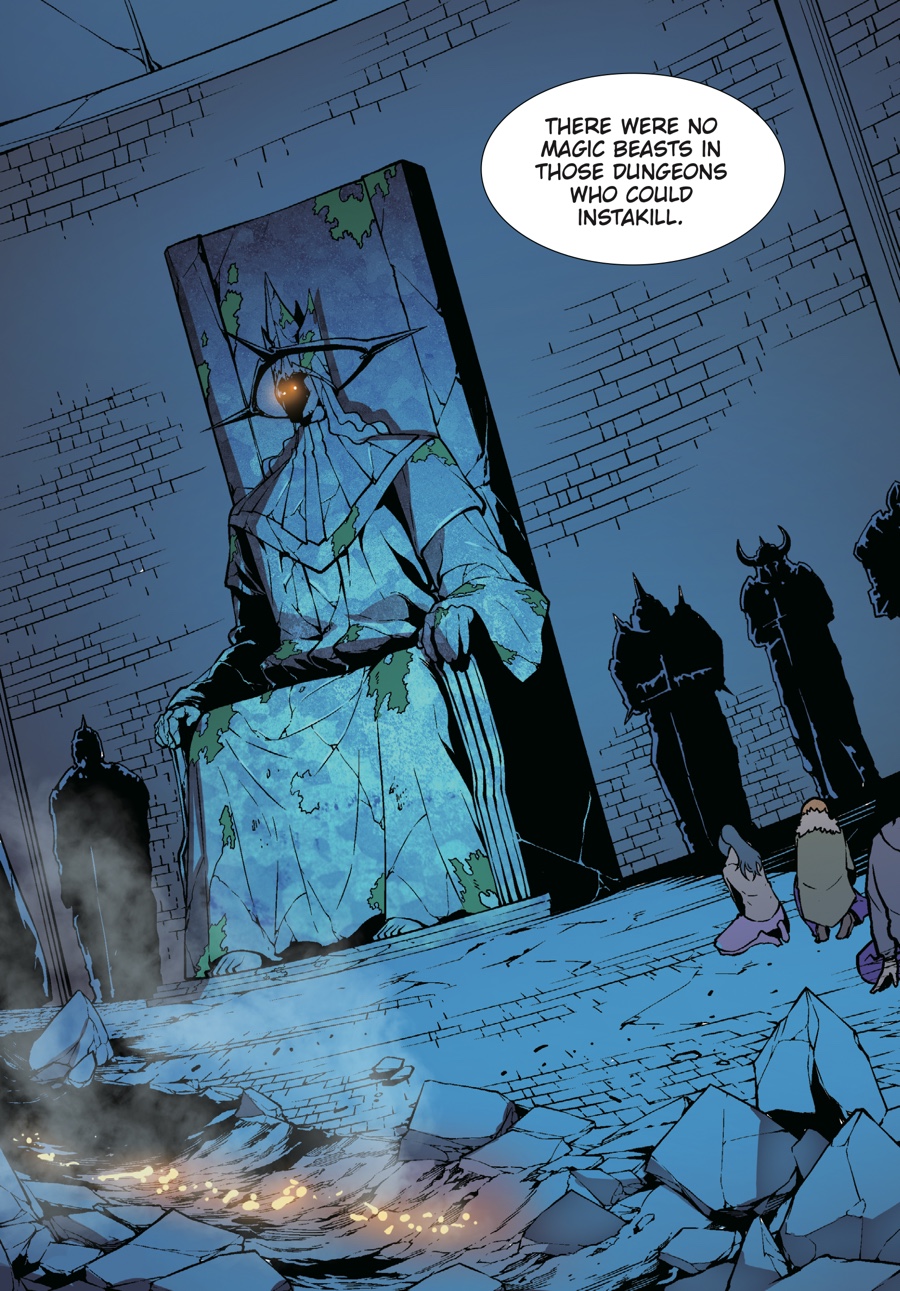 THERE WERE NO
MAGIC BEASTS IN
THOSE DUNGEONS
WHO COULD
INSTAKILL.